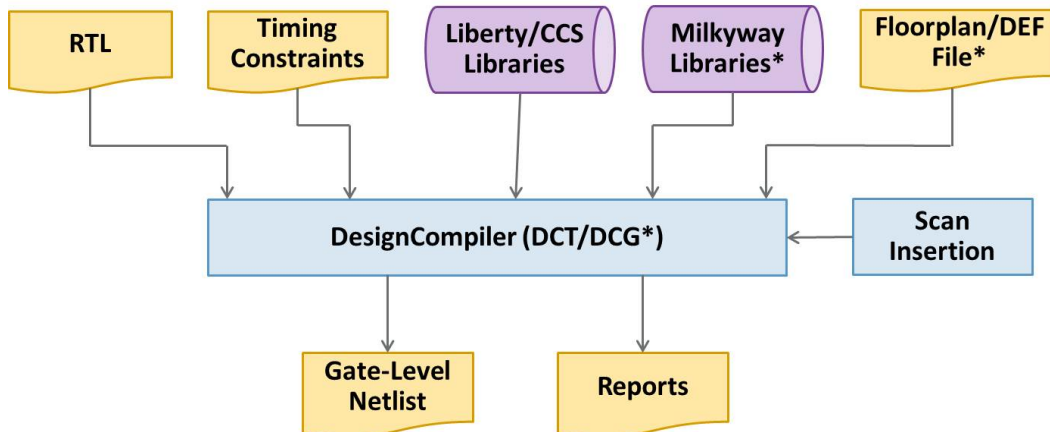 RTL
Timing
Constraints
Liberty/CCS
Libraries
Milkyway
Libraries*
Floorplan/DEF
File*
DesignCompiler (DCT/DCG*)
Scan
Insertion
Gate-Level
Netlist
Reports